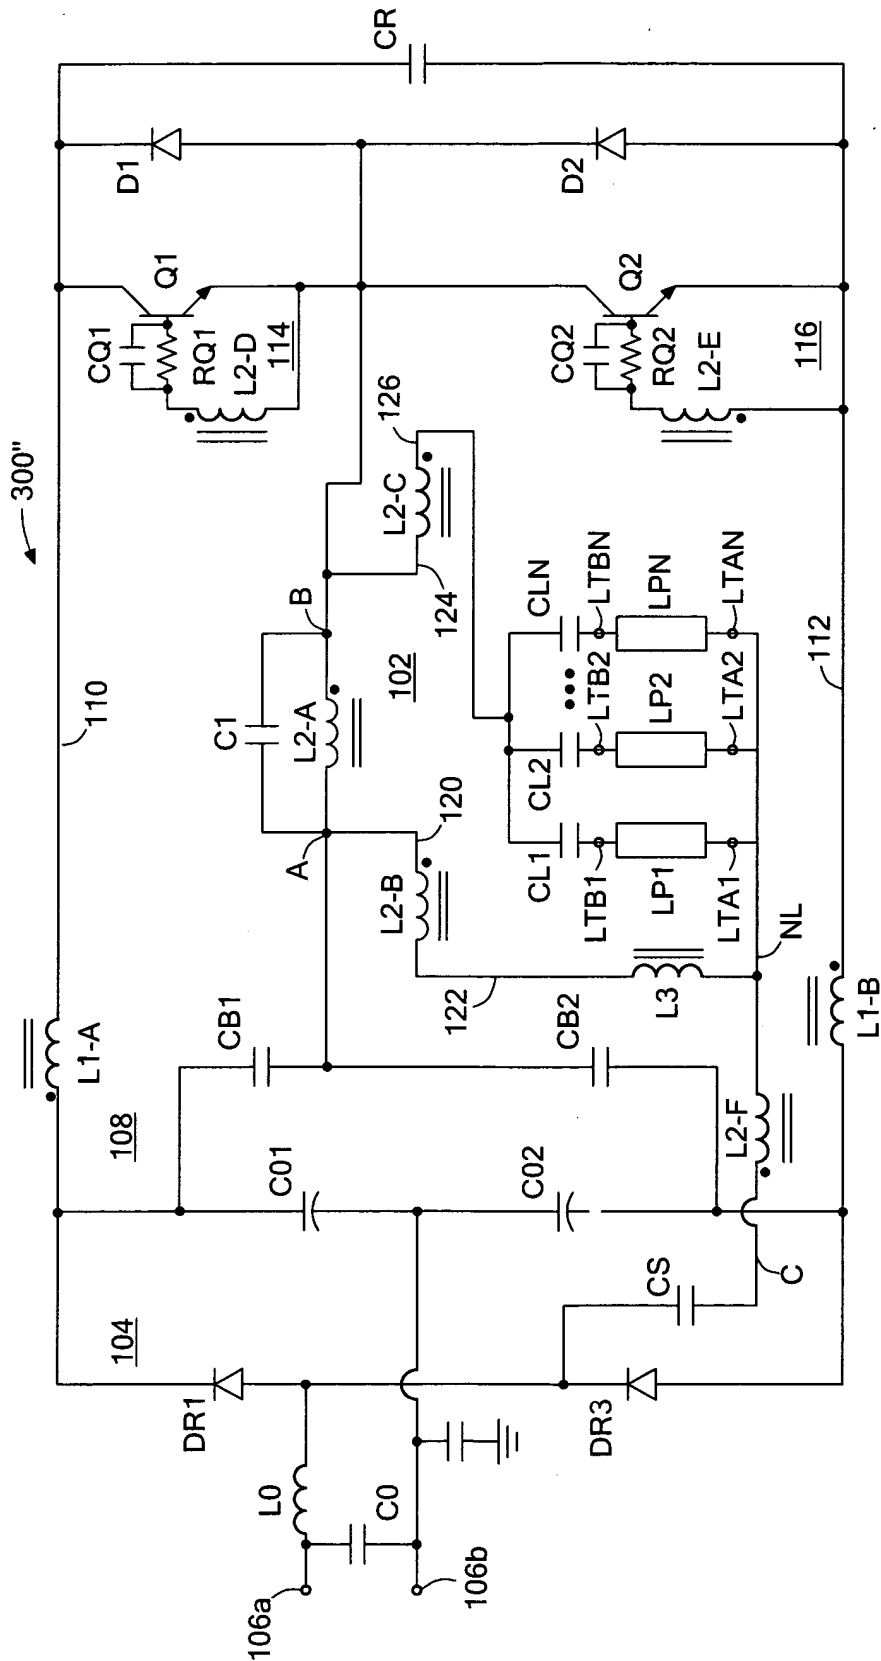 300"
104
108
110
L1-A
DR1
L0
106a
C0
106b
DR3
CS
C
C01
C02
CB1
CB2
L2-F
L1-B
A
C1
L2-A
B
L2-B
120
122
L3
NL
102
124
L2-C
126
CL1
CL2
CLN
LTB1
LTB2
LTBN
LP1
LP2
LPN
LTA1
LTA2
LTAN
112
CQ1
Q1
RQ1
L2-D
114
CQ2
Q2
RQ2
L2-E
116
D1
D2
CR